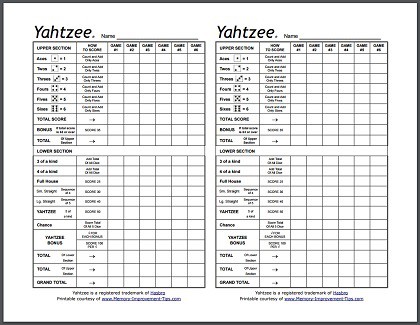 Yahtzee® Name
UPPER SECTION HOW TO SCORE GAME #1 GAME #2 GAME #3 GAME #4 GAME #5 GAME #6
Aces = 1 Count and Add Only Aces
Twos = 2 Count and Add Only Twos
Threes = 3 Count and Add Only Threes
Fours = 4 Count and Add Only Fours
Fives = 5 Count and Add Only Fives
Sixes = 6 Count and Add Only Sixes
TOTAL SCORE →
BONUS If total score is 63 or over SCORE 35
TOTAL →
LOWER SECTION
3 of a kind Add Total Of All Dice
4 of a kind Add Total Of All Dice
Full House SCORE 25
Sm. Straight Sequence of 4 SCORE 30
Lg. Straight Sequence of 5 SCORE 40
YAHTZEE 5 of a kind SCORE 50
Chance Score Total Of All 5 Dice
YAHTZEE BONUS √ FOR EACH BONUS
SCORE 100 PER √
TOTAL Of Lower Section →
TOTAL Of Upper Section →
GRAND TOTAL →
Yahtzee is a registered trademark of Hasbro
Printable courtesy of www.Memory-Improvement-Tips.com
Yahtzee® Name
UPPER SECTION HOW TO SCORE GAME #1 GAME #2 GAME #3 GAME #4 GAME #5 GAME #6
Aces = 1 Count and Add Only Aces
Twos = 2 Count and Add Only Twos
Threes = 3 Count and Add Only Threes
Fours = 4 Count and Add Only Fours
Fives = 5 Count and Add Only Fives
Sixes = 6 Count and Add Only Sixes
TOTAL SCORE →
BONUS If total score is 63 or over SCORE 35
TOTAL →
LOWER SECTION
3 of a kind Add Total Of All Dice
4 of a kind Add Total Of All Dice
Full House SCORE 25
Sm. Straight Sequence of 4 SCORE 30
Lg. Straight Sequence of 5 SCORE 40
YAHTZEE 5 of a kind SCORE 50
Chance Score Total Of All 5 Dice
YAHTZEE BONUS √ FOR EACH BONUS
SCORE 100 PER √
TOTAL Of Lower Section →
TOTAL Of Upper Section →
GRAND TOTAL →
Yahtzee is a registered trademark of Hasbro
Printable courtesy of www.Memory-Improvement-Tips.com